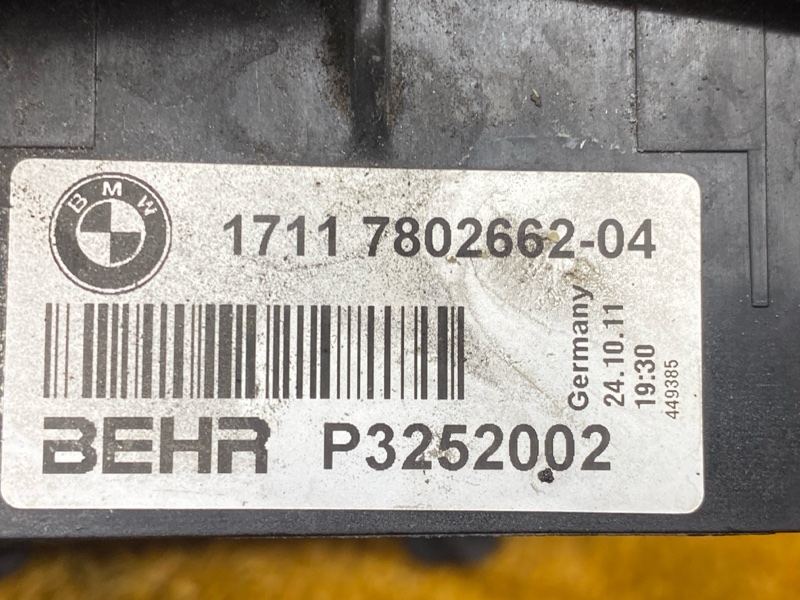 BMW
1711 7802662-04
Germany
24.10.11
19:30
449385
BEHR P3252002